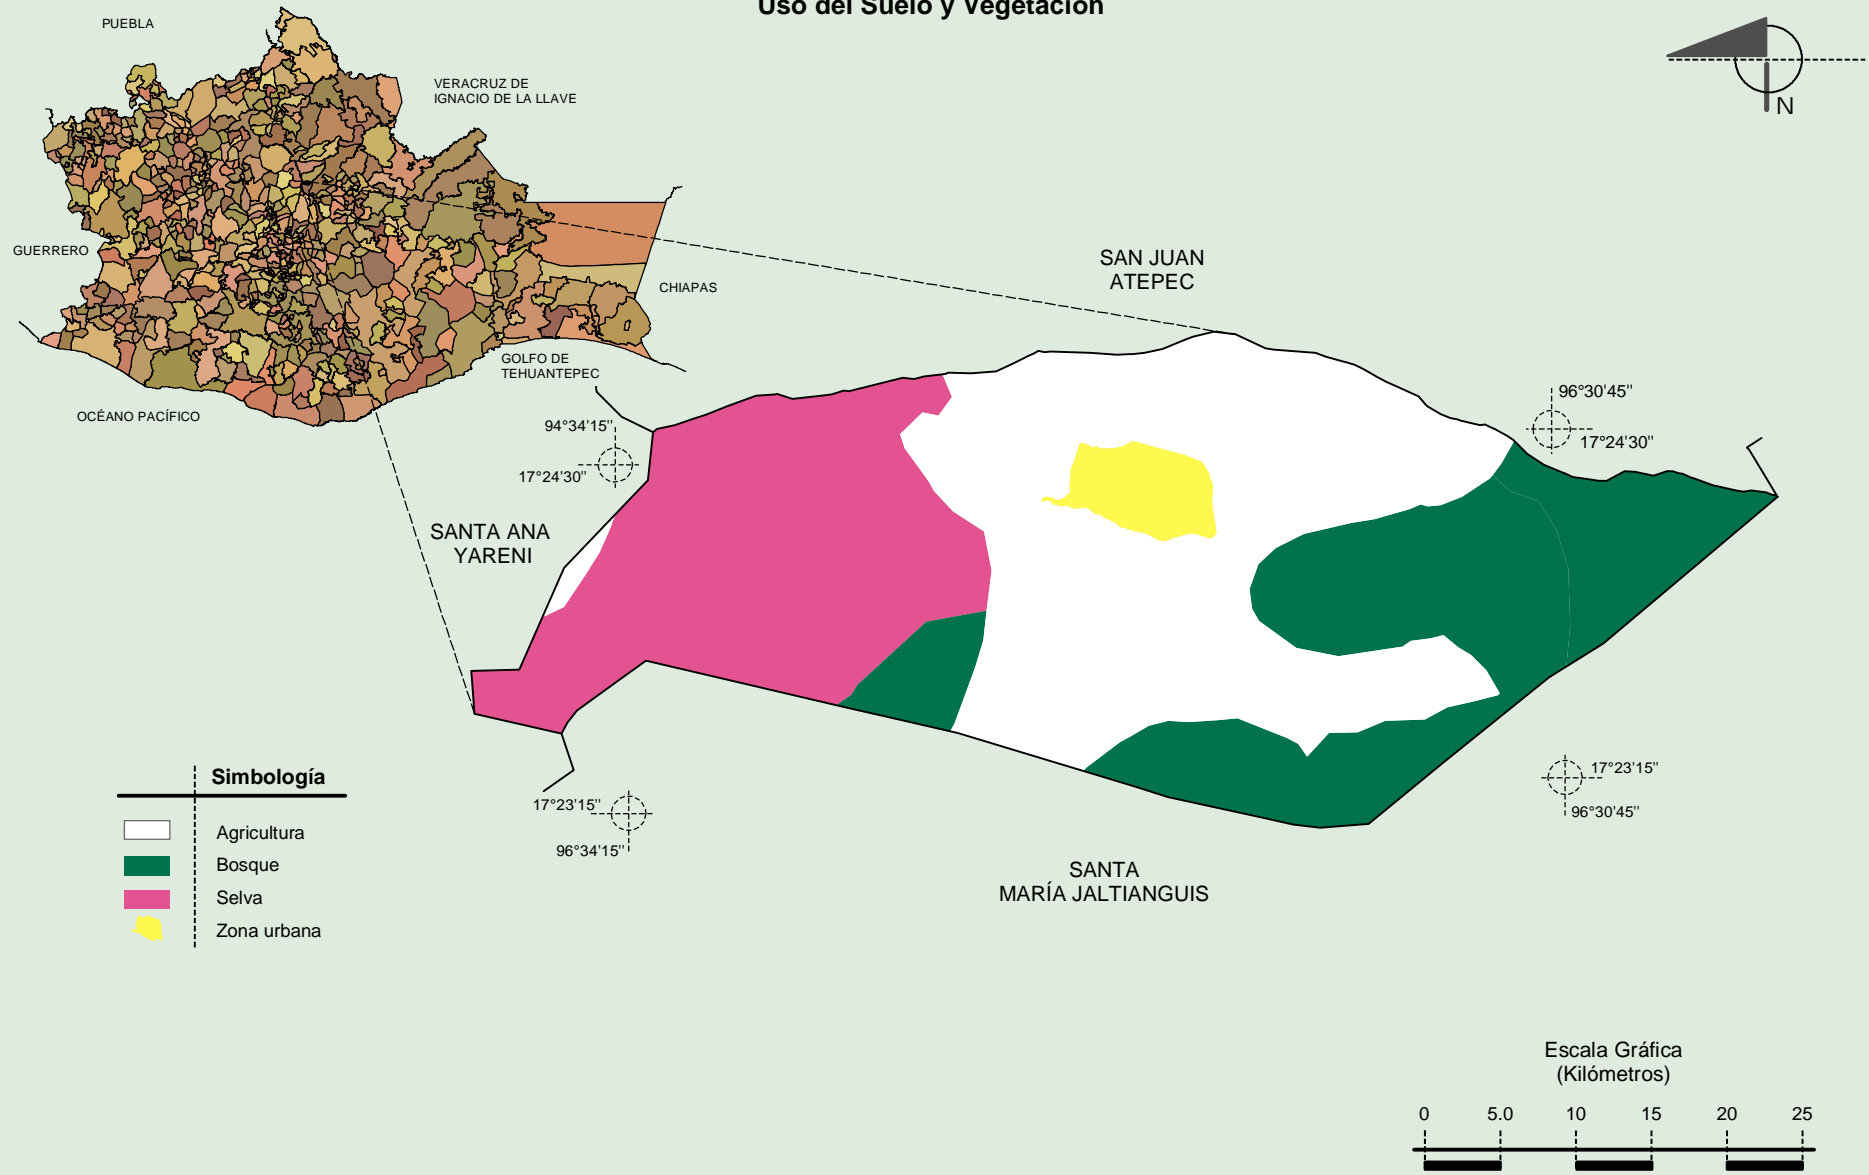 Uso del Suelo y Vegetación
PUEBLA
VERACRUZ DE
IGNACIO DE LA LLAVE
N
GUERRERO
CHIAPAS
GOLFO DE
TEHUANTEPEC
OCÉANO PACÍFICO
SAN JUAN
ATEPEC
94°34'15"
17°24'30"
96°30'45"
17°24'30"
SANTA ANA
YARENI
Simbología
Agricultura
Bosque
Selva
Zona urbana
17°23'15"
96°34'15"
17°23'15"
96°30'45"
SANTA
MARÍA JALTIANGUIS
Escala Gráfica
(Kilómetros)
0 5.0 10 15 20 25